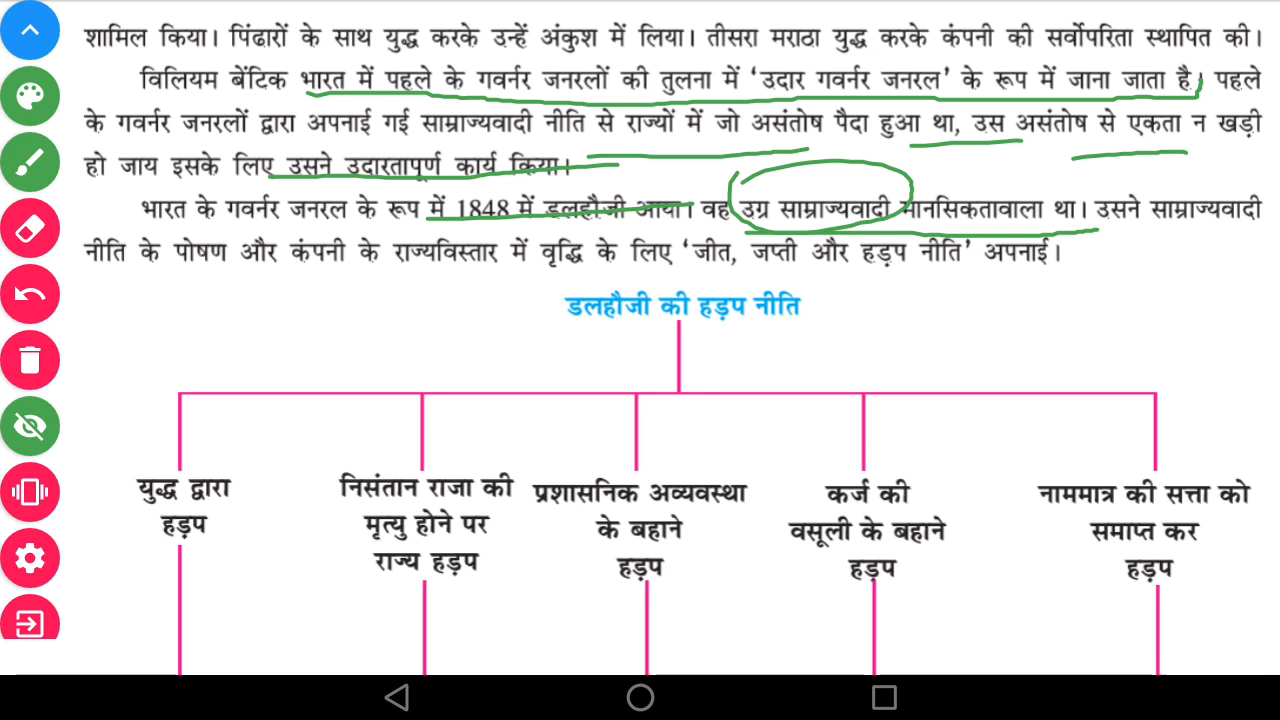 शामिल किया। पिंढारों के साथ युद्ध करके उन्हें अंकुश में लिया। तीसरा मराठा युद्ध करके कंपनी की सर्वोपरिता स्थापित की।
विलियम बेंटिक भारत में पहले के गवर्नर जनरलों की तुलना में ‘उदार गवर्नर जनरल’ के रूप में जाना जाता है। पहले
के गवर्नर जनरलों द्वारा अपनाई गई साम्राज्यवादी नीति से राज्यों में जो असंतोष पैदा हुआ था, उस असंतोष से एकता न खड़ी
हो जाय इसके लिए उसने उदारतापूर्ण कार्य किया।
भारत के गवर्नर जनरल के रूप में 1848 में डलहौजी आया। वह उग्र साम्राज्यवादी मानसिकतावाला था। उसने साम्राज्यवादी
नीति के पोषण और कंपनी के राज्यविस्तार में वृद्धि के लिए ‘जीत, जप्ती और हड़प नीति’ अपनाई।
डलहौजी की हड़प नीति
युद्ध द्वारा
हड़प
निसंतान राजा की
मृत्यु होने पर
राज्य हड़प
प्रशासनिक अव्यवस्था
के बहाने
हड़प
कर्ज की
वसूली के बहाने
हड़प
नाममात्र की सत्ता को
समाप्त कर
हड़प